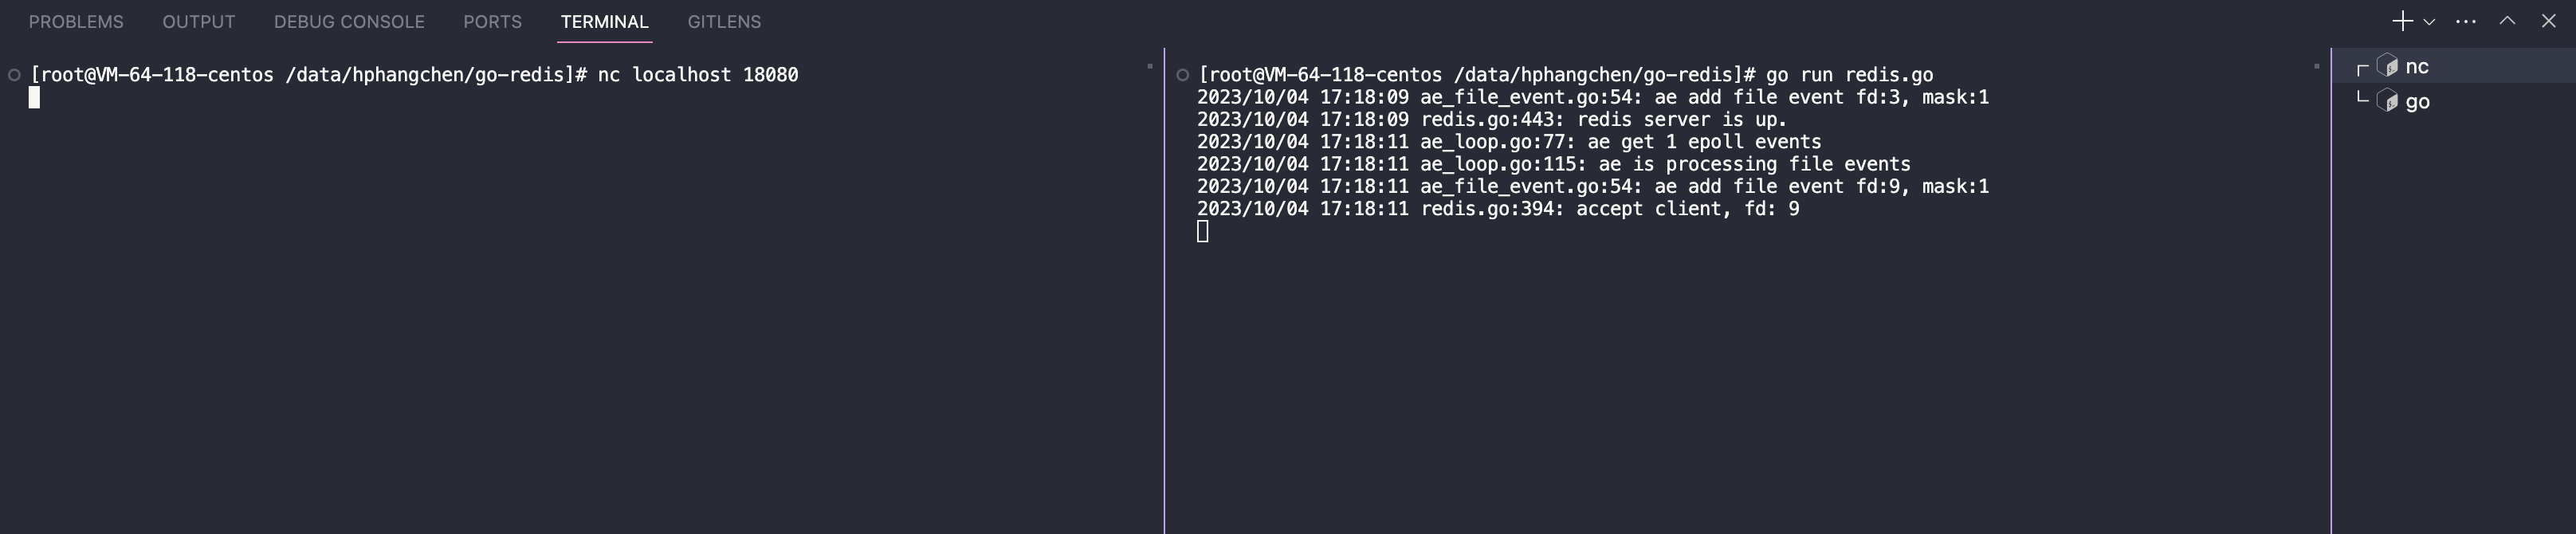 PROBLEMS OUTPUT DEBUG CONSOLE PORTS TERMINAL GITLENS
[root@VM-64-118-centos /data/hphangchen/go-redis]# nc localhost 18080
[root@VM-64-118-centos /data/hphangchen/go-redis]# go run redis.go
2023/10/04 17:18:09 ae_file_event.go:54: ae add file event fd:3, mask:1
2023/10/04 17:18:09 redis.go:443: redis server is up.
2023/10/04 17:18:11 ae_loop.go:77: ae get 1 epoll events
2023/10/04 17:18:11 ae_loop.go:115: ae is processing file events
2023/10/04 17:18:11 ae_file_event.go:54: ae add file event fd:9, mask:1
2023/10/04 17:18:11 redis.go:394: accept client, fd: 9
nc
go